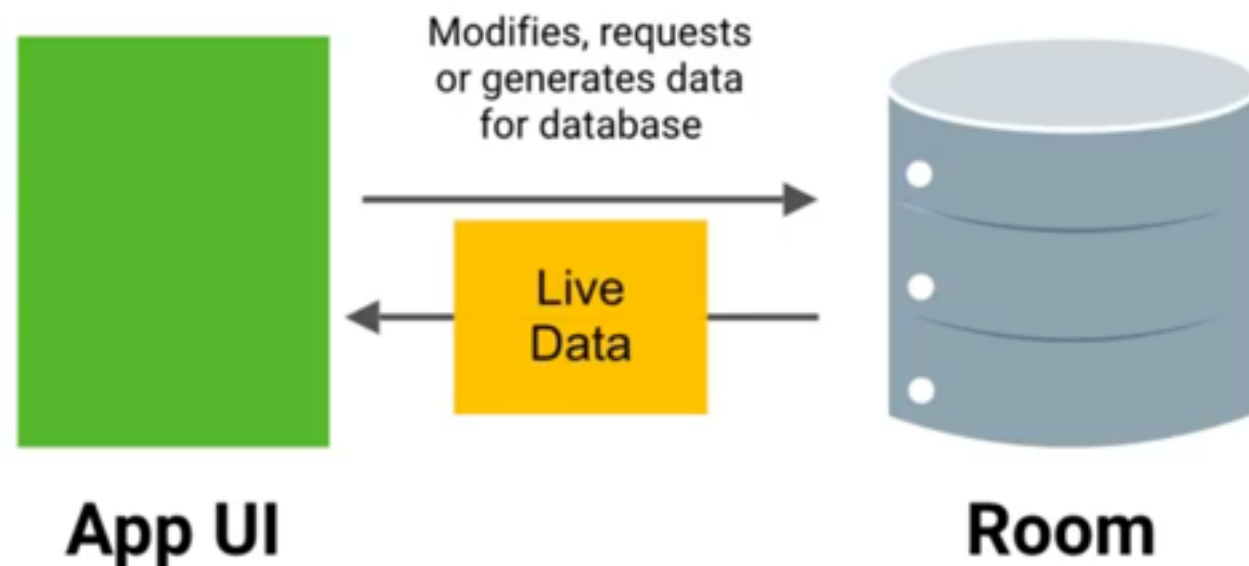 Modifies, requests
or generates data
for database
Live
Data
App UI
Room